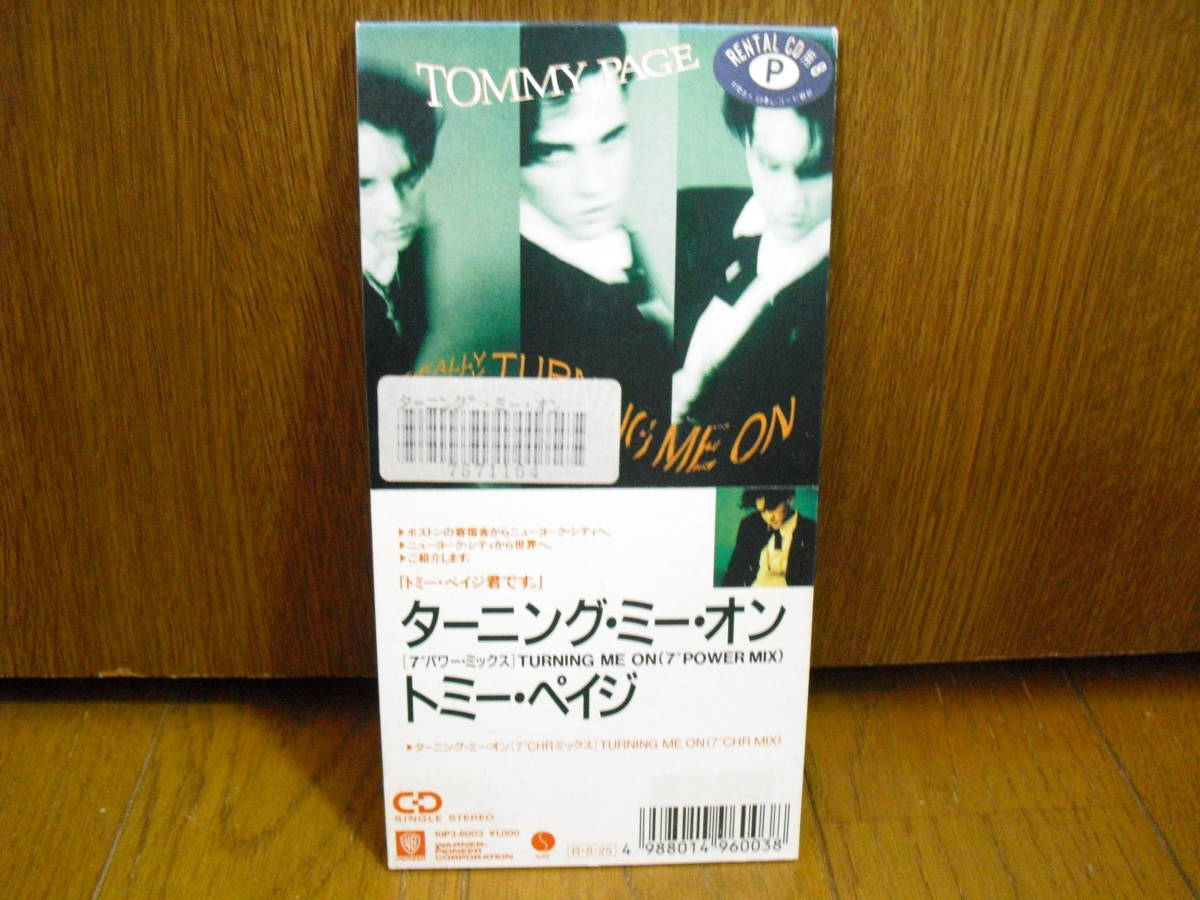 TOMMY PAGE
RENTAL CD
P
TURN
ING ME ON
ターニング・ミー・オン
7571164
▶ボストンの寄宿舎からニューヨーク・シティへ。
▶ニューヨーク・シティから世界へ。
▶ご紹介します。
「トミー・ペイジ君です。」
ターニング・ミー・オン
[7"パワー・ミックス] TURNING ME ON (7" POWER MIX)
トミー・ペイジ
▶ターニング・ミー・オン[7"CHRミックス] TURNING ME ON (7" CHR MIX)
CD
SINGLE STEREO
10P3-6003 ¥1,000
WARNER-
PIONEER
CORPORATION
R-8-25
4 988014 960038